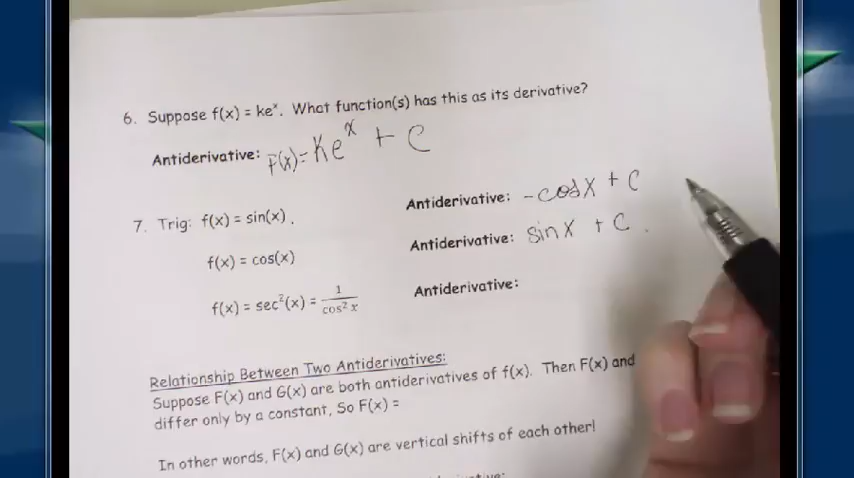 6. Suppose f(x) = ke^x. What function(s) has this as its derivative?
Antiderivative: F(x)= Ke^x + C
7. Trig: f(x) = sin(x). Antiderivative: -cosx + C
f(x) = cos(x) Antiderivative: sinx + C.
f(x) = sec²(x) = 1/cos² x Antiderivative:
Relationship Between Two Antiderivatives:
Suppose F(x) and G(x) are both antiderivatives of f(x). Then F(x) and
differ only by a constant, So F(x) =
In other words, F(x) and G(x) are vertical shifts of each other!